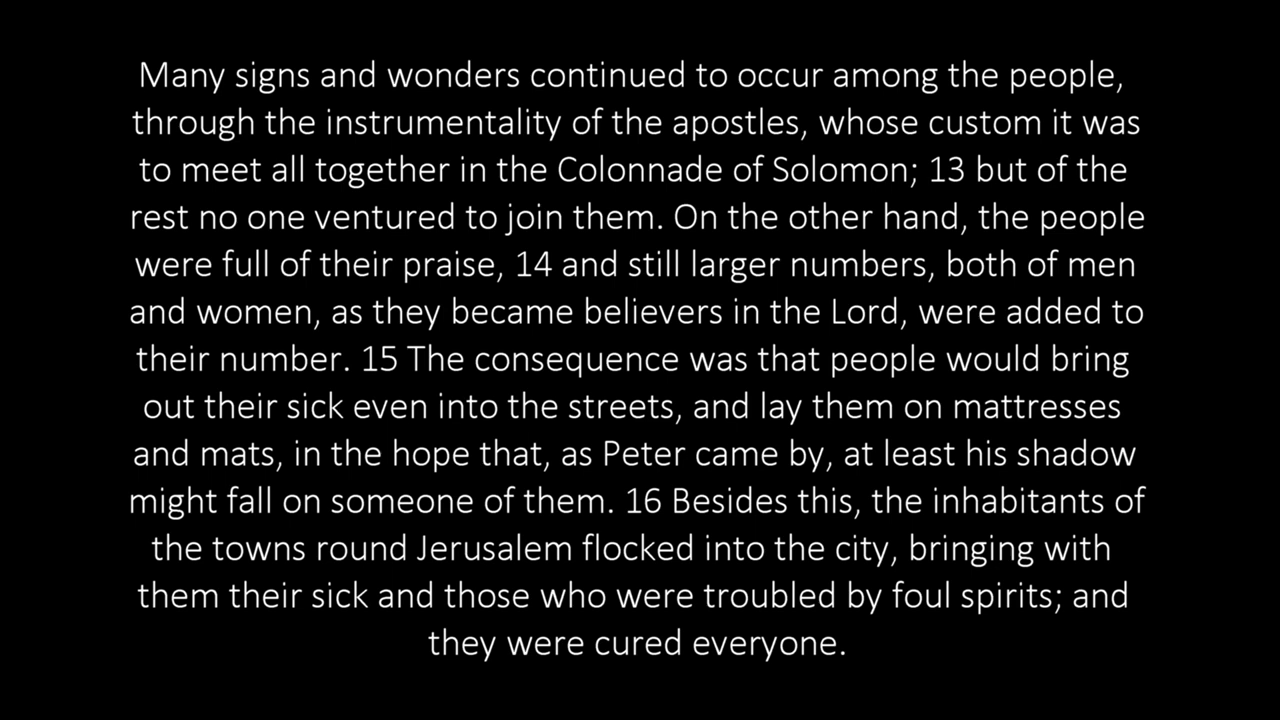 Many signs and wonders continued to occur among the people,
through the instrumentality of the apostles, whose custom it was
to meet all together in the Colonnade of Solomon; 13 but of the
rest no one ventured to join them. On the other hand, the people
were full of their praise, 14 and still larger numbers, both of men
and women, as they became believers in the Lord, were added to
their number. 15 The consequence was that people would bring
out their sick even into the streets, and lay them on mattresses
and mats, in the hope that, as Peter came by, at least his shadow
might fall on someone of them. 16 Besides this, the inhabitants of
the towns round Jerusalem flocked into the city, bringing with
them their sick and those who were troubled by foul spirits; and
they were cured everyone.